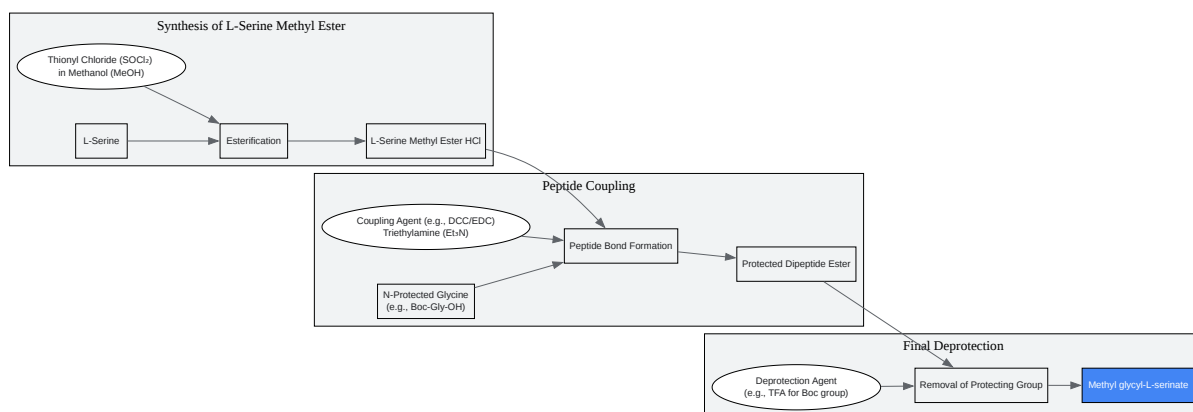 Synthesis of L-Serine Methyl Ester
Thionyl Chloride (SOCl₂)
in Methanol (MeOH)
L-Serine
Esterification
L-Serine Methyl Ester HCl
Peptide Coupling
Coupling Agent (e.g., DCC/EDC)
Triethylamine (Et₃N)
Peptide Bond Formation
Protected Dipeptide Ester
N-Protected Glycine
(e.g., Boc-Gly-OH)
Final Deprotection
Deprotection Agent
(e.g., TFA for Boc group)
Removal of Protecting Group
Methyl glycyl-L-serinate